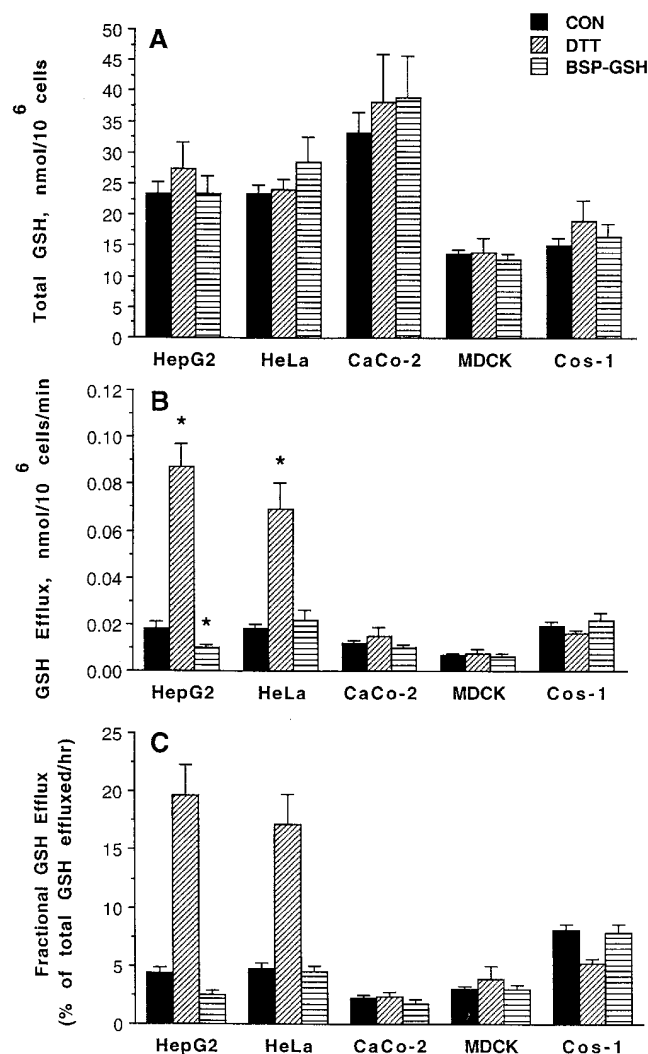 CON
DTT
BSP-GSH
A
Total GSH, nmol/10^6 cells
50
45
40
35
30
25
20
15
10
5
0
HepG2 HeLa CaCo-2 MDCK Cos-1
B
GSH Efflux, nmol/10^6 cells/min
0.12
0.10
0.08
0.06
0.04
0.02
0.00
* * *
HepG2 HeLa CaCo-2 MDCK Cos-1
C
Fractional GSH Efflux
(% of total GSH effluxed/hr)
25
20
15
10
5
0
HepG2 HeLa CaCo-2 MDCK Cos-1